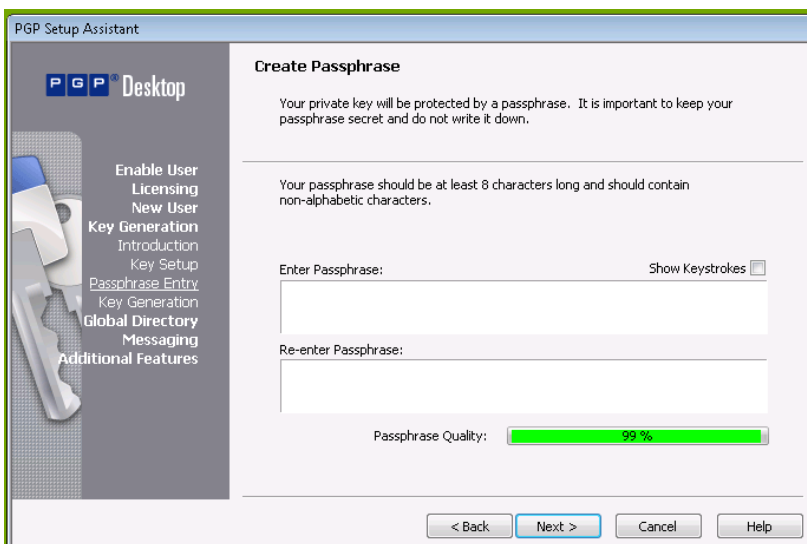 PGP Setup Assistant
PGP® Desktop
Enable User
Licensing
New User
Key Generation
Introduction
Key Setup
Passphrase Entry
Key Generation
Global Directory
Messaging
Additional Features
Create Passphrase
Your private key will be protected by a passphrase. It is important to keep your
passphrase secret and do not write it down.
Your passphrase should be at least 8 characters long and should contain
non-alphabetic characters.
Enter Passphrase:
Show Keystrokes
Re-enter Passphrase:
Passphrase Quality:
99 %
< Back
Next >
Cancel
Help